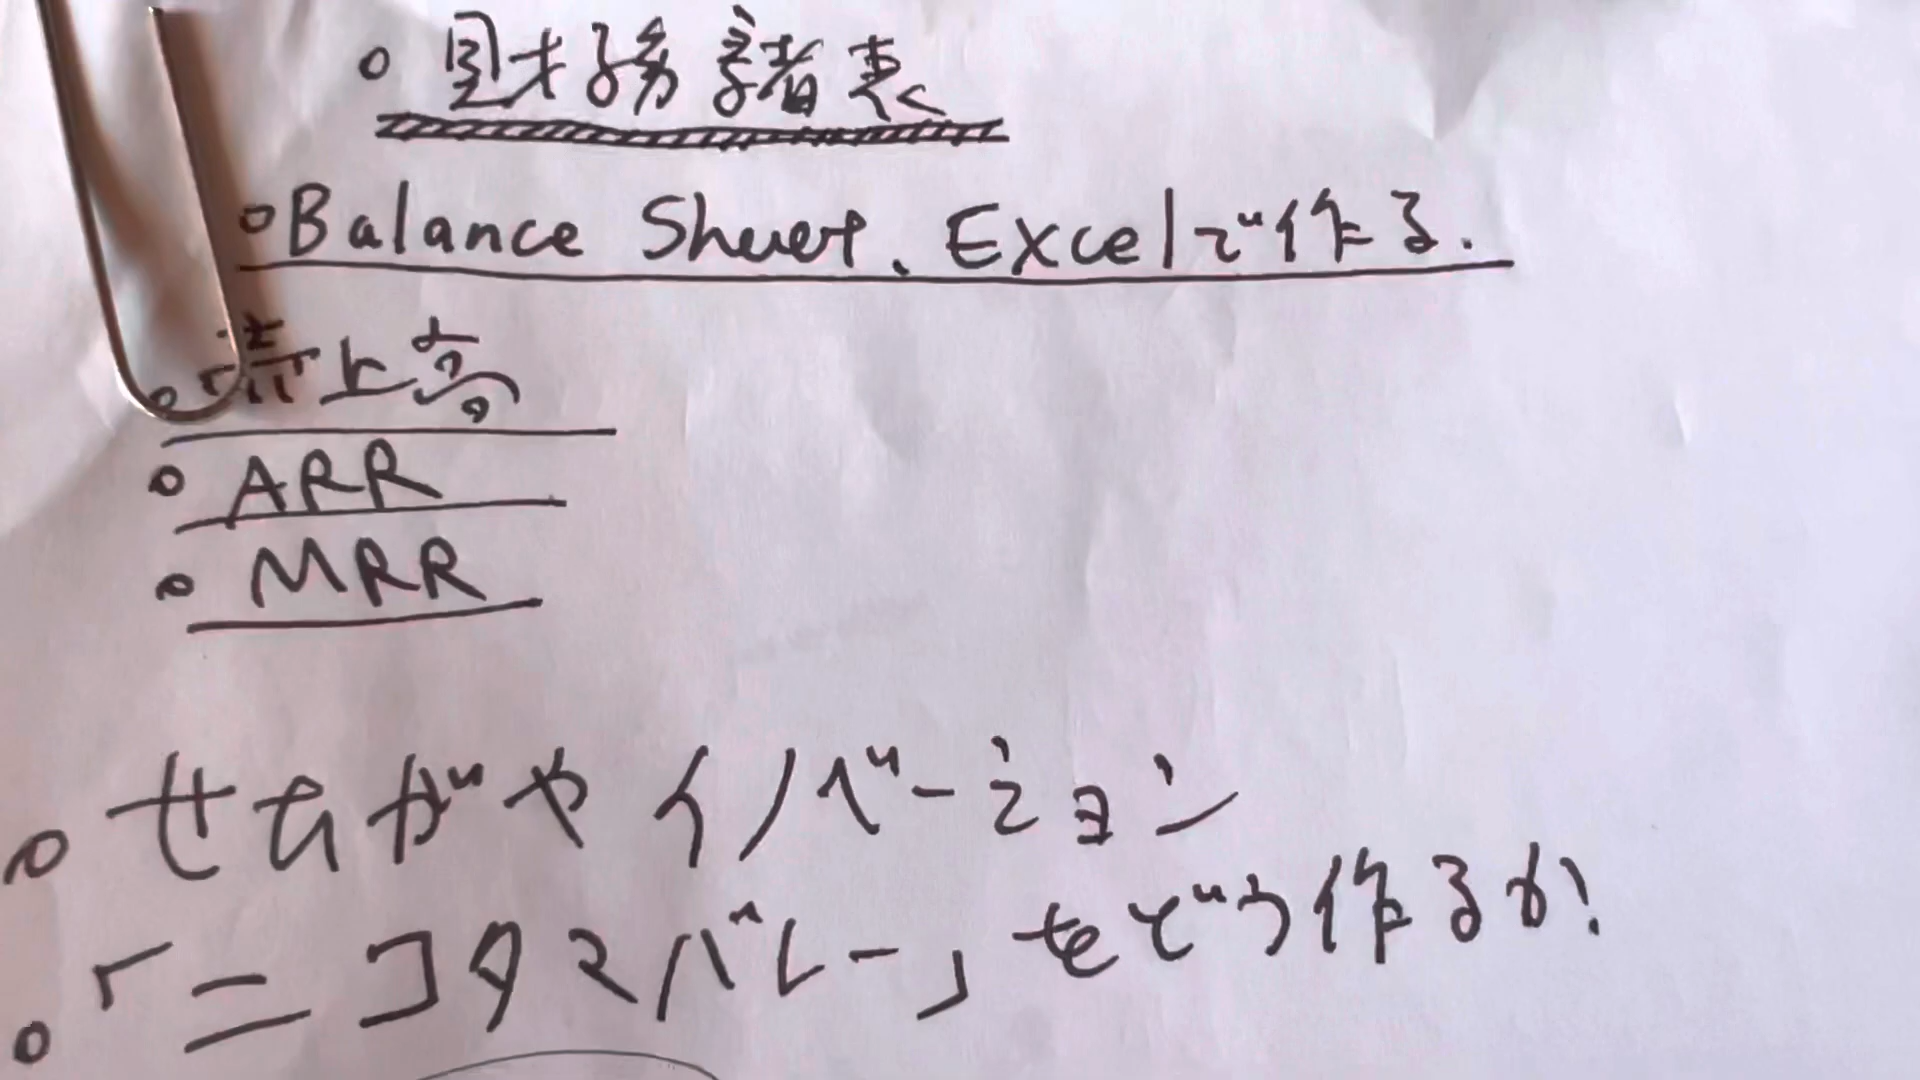 ○ 財務諸表
○ Balance Sheet、Excelで作る.
○ 売上高
○ ARR
○ MRR
○ せたがやイノベーション
○ 「ニコタマバレー」をどう作るか!